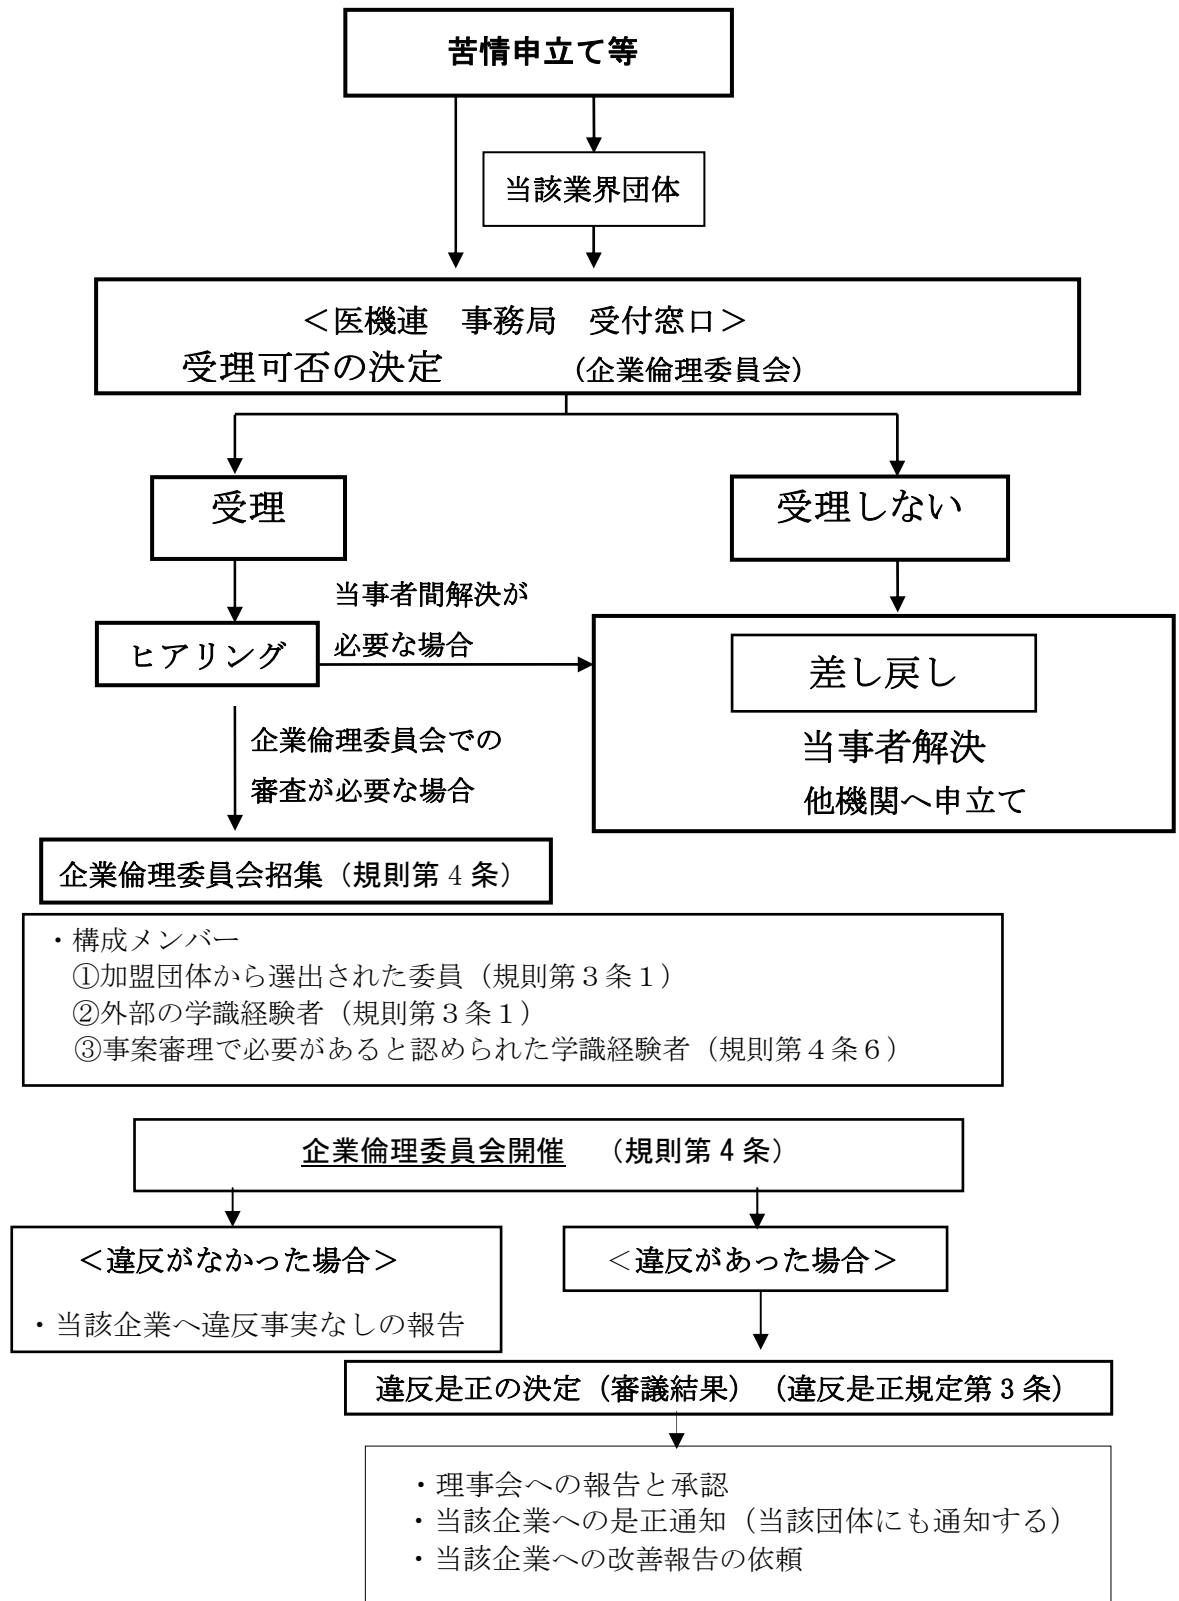 苦情申立て等
当該業界団体
＜医機連　事務局　受付窓口＞
受理可否の決定　　　　（企業倫理委員会）
受理
受理しない
当事者間解決が
必要な場合
ヒアリング
差し戻し
当事者解決
他機関へ申立て
企業倫理委員会での
審査が必要な場合
企業倫理委員会招集（規則第 4 条）
・構成メンバー
①加盟団体から選出された委員（規則第３条１）
②外部の学識経験者（規則第３条１）
③事案審理で必要があると認められた学識経験者（規則第４条６）
企業倫理委員会開催　（規則第 4 条）
＜違反がなかった場合＞
・当該企業へ違反事実なしの報告
＜違反があった場合＞
違反是正の決定（審議結果）（違反是正規定第 3 条）
・理事会への報告と承認
・当該企業への是正通知（当該団体にも通知する）
・当該企業への改善報告の依頼